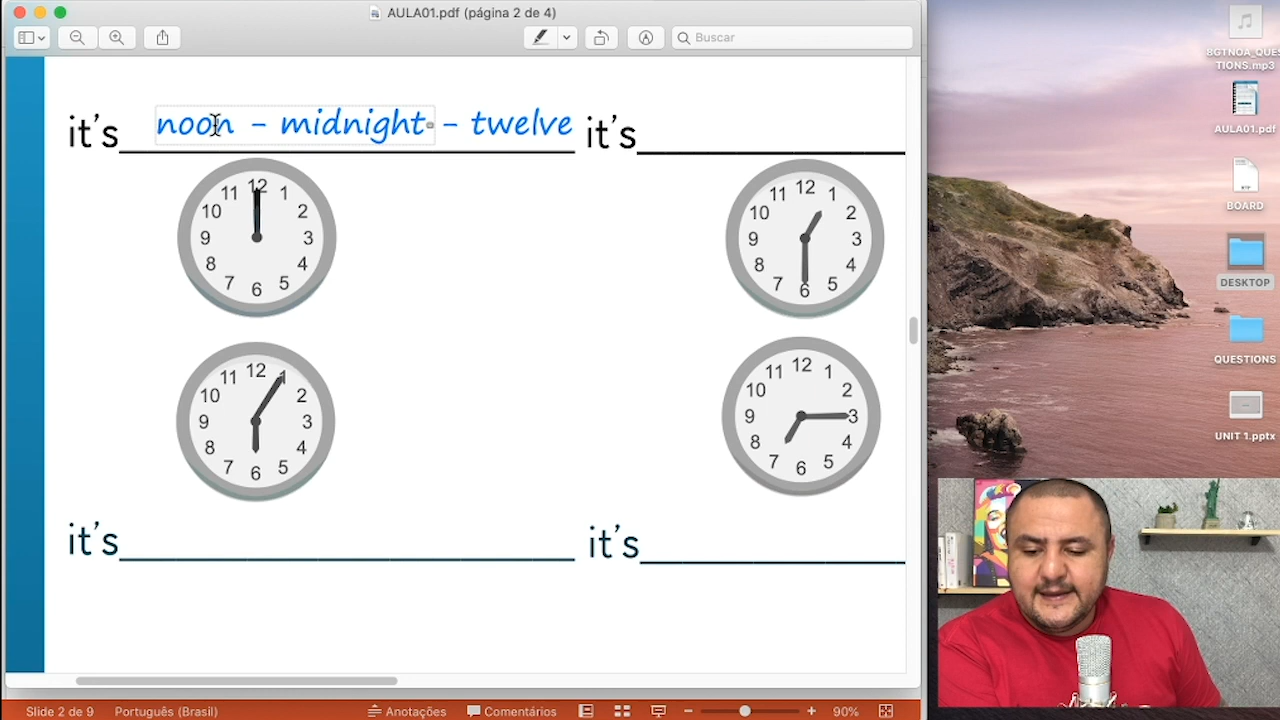 AULA01.pdf (página 2 de 4)
Buscar
it's noon - midnight - twelve
it's
12 1 2 3 4 5 6 7 8 9 10 11
12 1 2 3 4 5 6 7 8 9 10 11
12 1 2 3 4 5 6 7 8 9 10 11
12 1 2 3 4 5 6 7 8 9 10 11
it's
it's
AULA01.pdf
BOARD
DESKTOP
QUESTIONS
UNIT 1.pptx
Slide 2 de 9 Português (Brasil) Anotações Comentários 90%